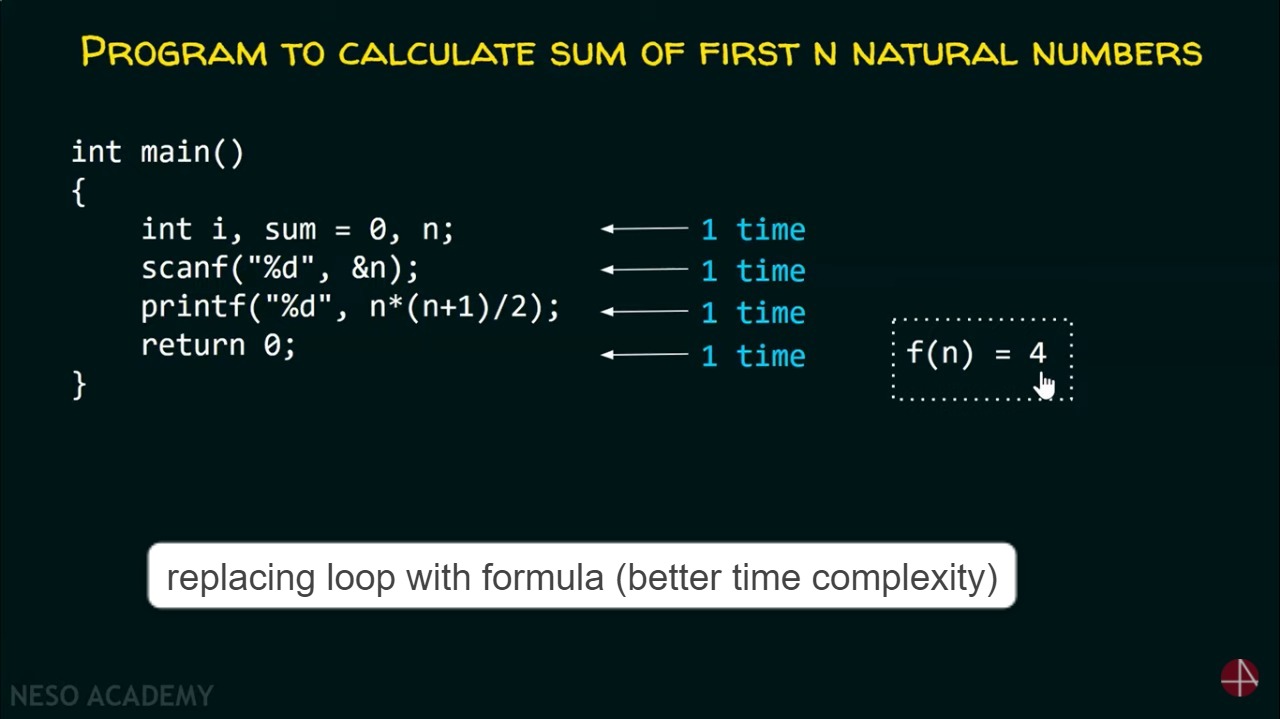 PROGRAM TO CALCULATE SUM OF FIRST N NATURAL NUMBERS
int main()
{
int i, sum = 0, n; 1 time
scanf("%d", &n); 1 time
printf("%d", n*(n+1)/2); 1 time
return 0; 1 time
f(n) = 4
}
replacing loop with formula (better time complexity)
NESO ACADEMY